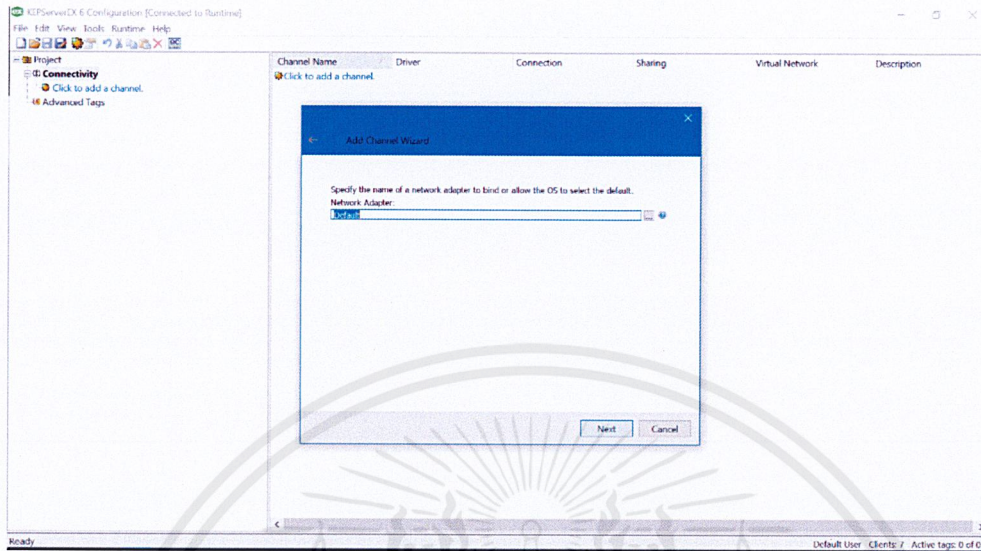 KEPServerEX 6 Configuration [Connected to Runtime]
File Edit View Tools Runtime Help
Project
Connectivity
Click to add a channel.
Advanced Tags
Channel Name Driver Connection Sharing Virtual Network Description
Click to add a channel.
Add Channel Wizard
Specify the name of a network adapter to bind or allow the OS to select the default.
Network Adapter:
Default
Next Cancel
Ready
Default User Clients: 7 Active tags: 0 of 0